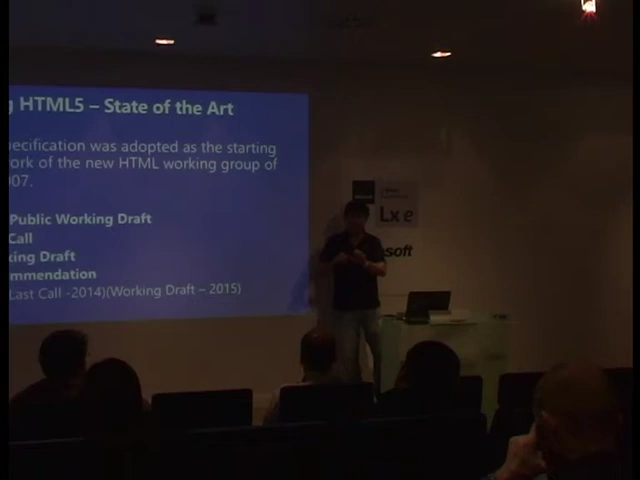 g HTML5 – State of the Art
pecification was adopted as the starting
ork of the new HTML working group of
07.
Public Working Draft
Call
king Draft
mmendation
Last Call -2014)(Working Draft – 2015)
Lx e
soft